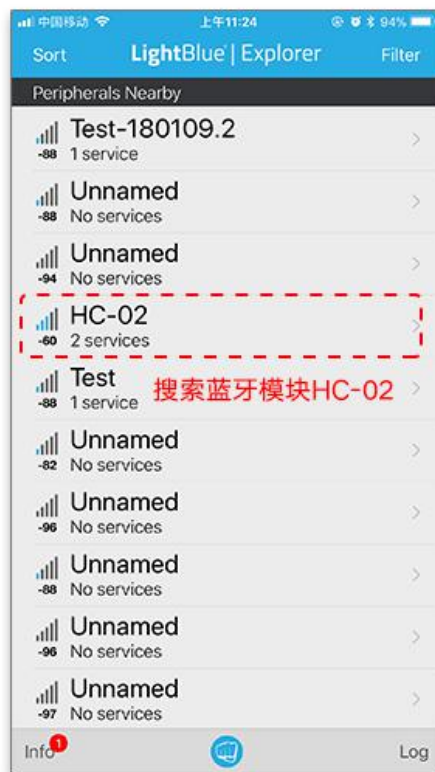 中国移动 上午11:24 94%
Sort LightBlue | Explorer Filter
Peripherals Nearby
Test-180109.2
-88 1 service
Unnamed
-88 No services
Unnamed
-94 No services
HC-02
-60 2 services
Test
-88 1 service
搜索蓝牙模块HC-02
Unnamed
-82 No services
Unnamed
-96 No services
Unnamed
-88 No services
Unnamed
-96 No services
Unnamed
-97 No services
Info 1 Log